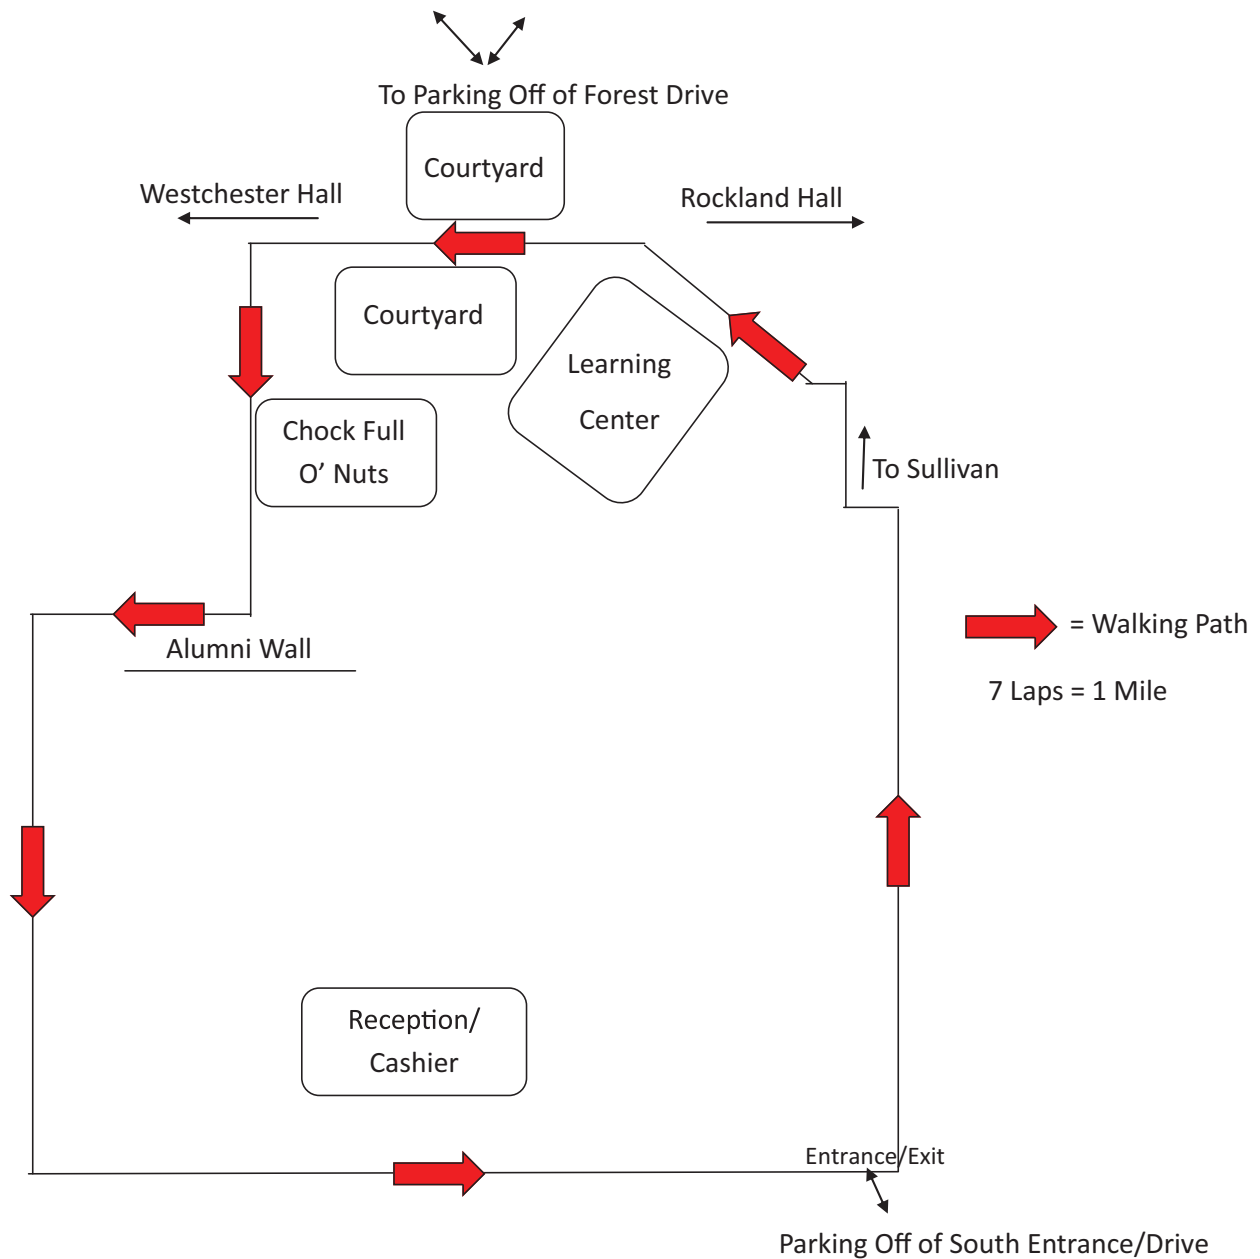 To Parking Off of Forest Drive
Courtyard
Westchester Hall
Rockland Hall
Courtyard
Learning
Center
Chock Full
O’ Nuts
To Sullivan
= Walking Path
Alumni Wall
7 Laps = 1 Mile
Reception/
Cashier
Entrance/Exit
Parking Off of South Entrance/Drive